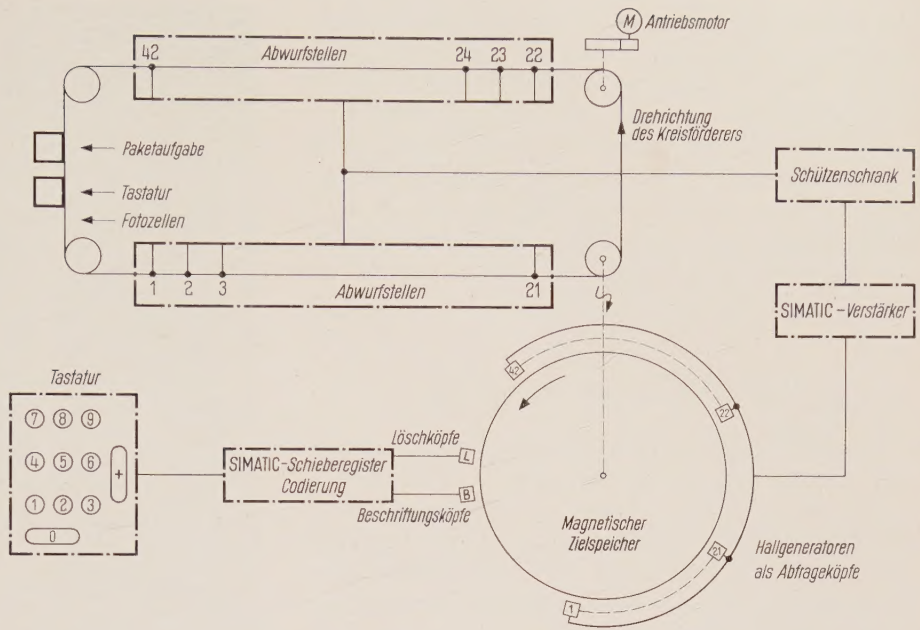 M Antriebsmotor
42 Abwurfstellen 24 23 22
Drehrichtung
des Kreisförderers
Paketaufgabe
Tastatur
Fotozellen
Schützenschrank
1 2 3 Abwurfstellen 21
SIMATIC-Verstärker
Tastatur
7 8 9
4 5 6 +
1 2 3
0
SIMATIC-Schieberegister
Codierung
Löschköpfe
L
B
Beschriftungsköpfe
42
22
Magnetischer
Zielspeicher
21
1
Hallgeneratoren
als Abfrageköpfe